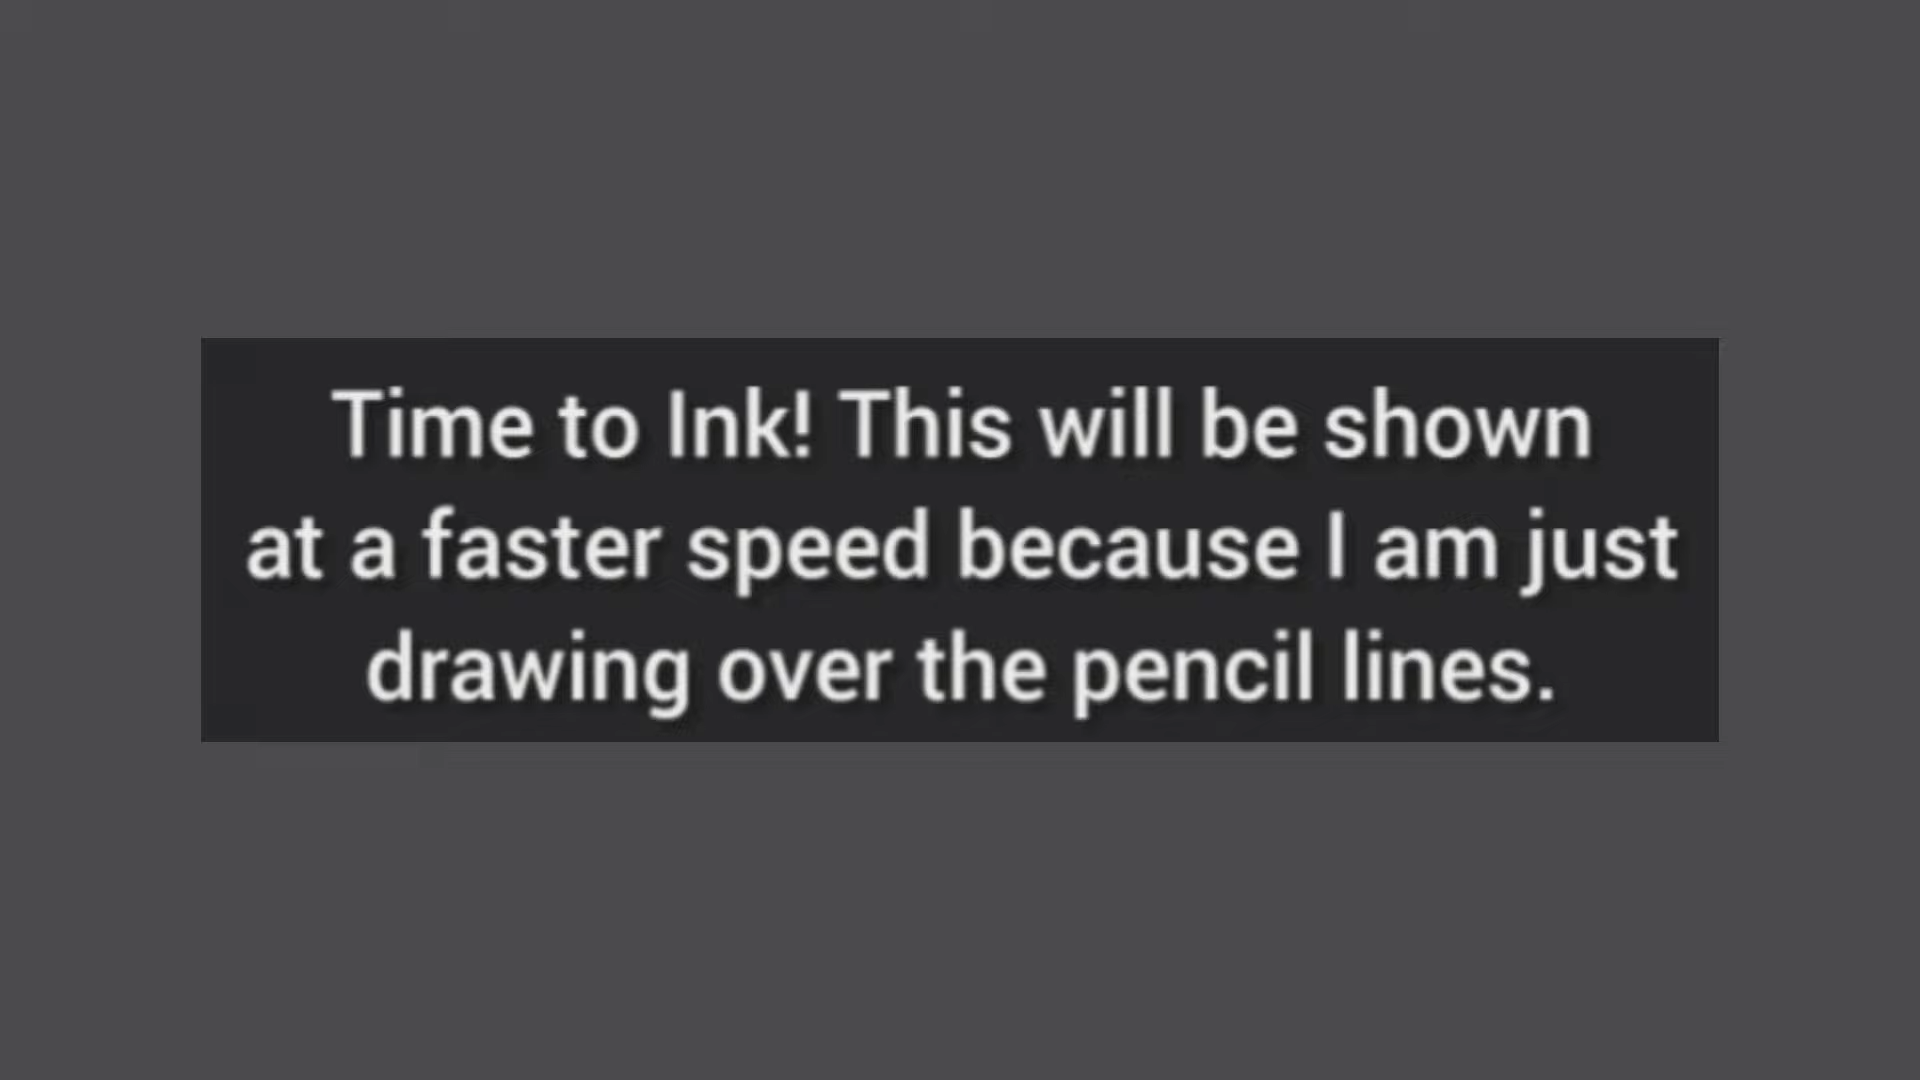 Time to Ink! This will be shown
at a faster speed because I am just
drawing over the pencil lines.